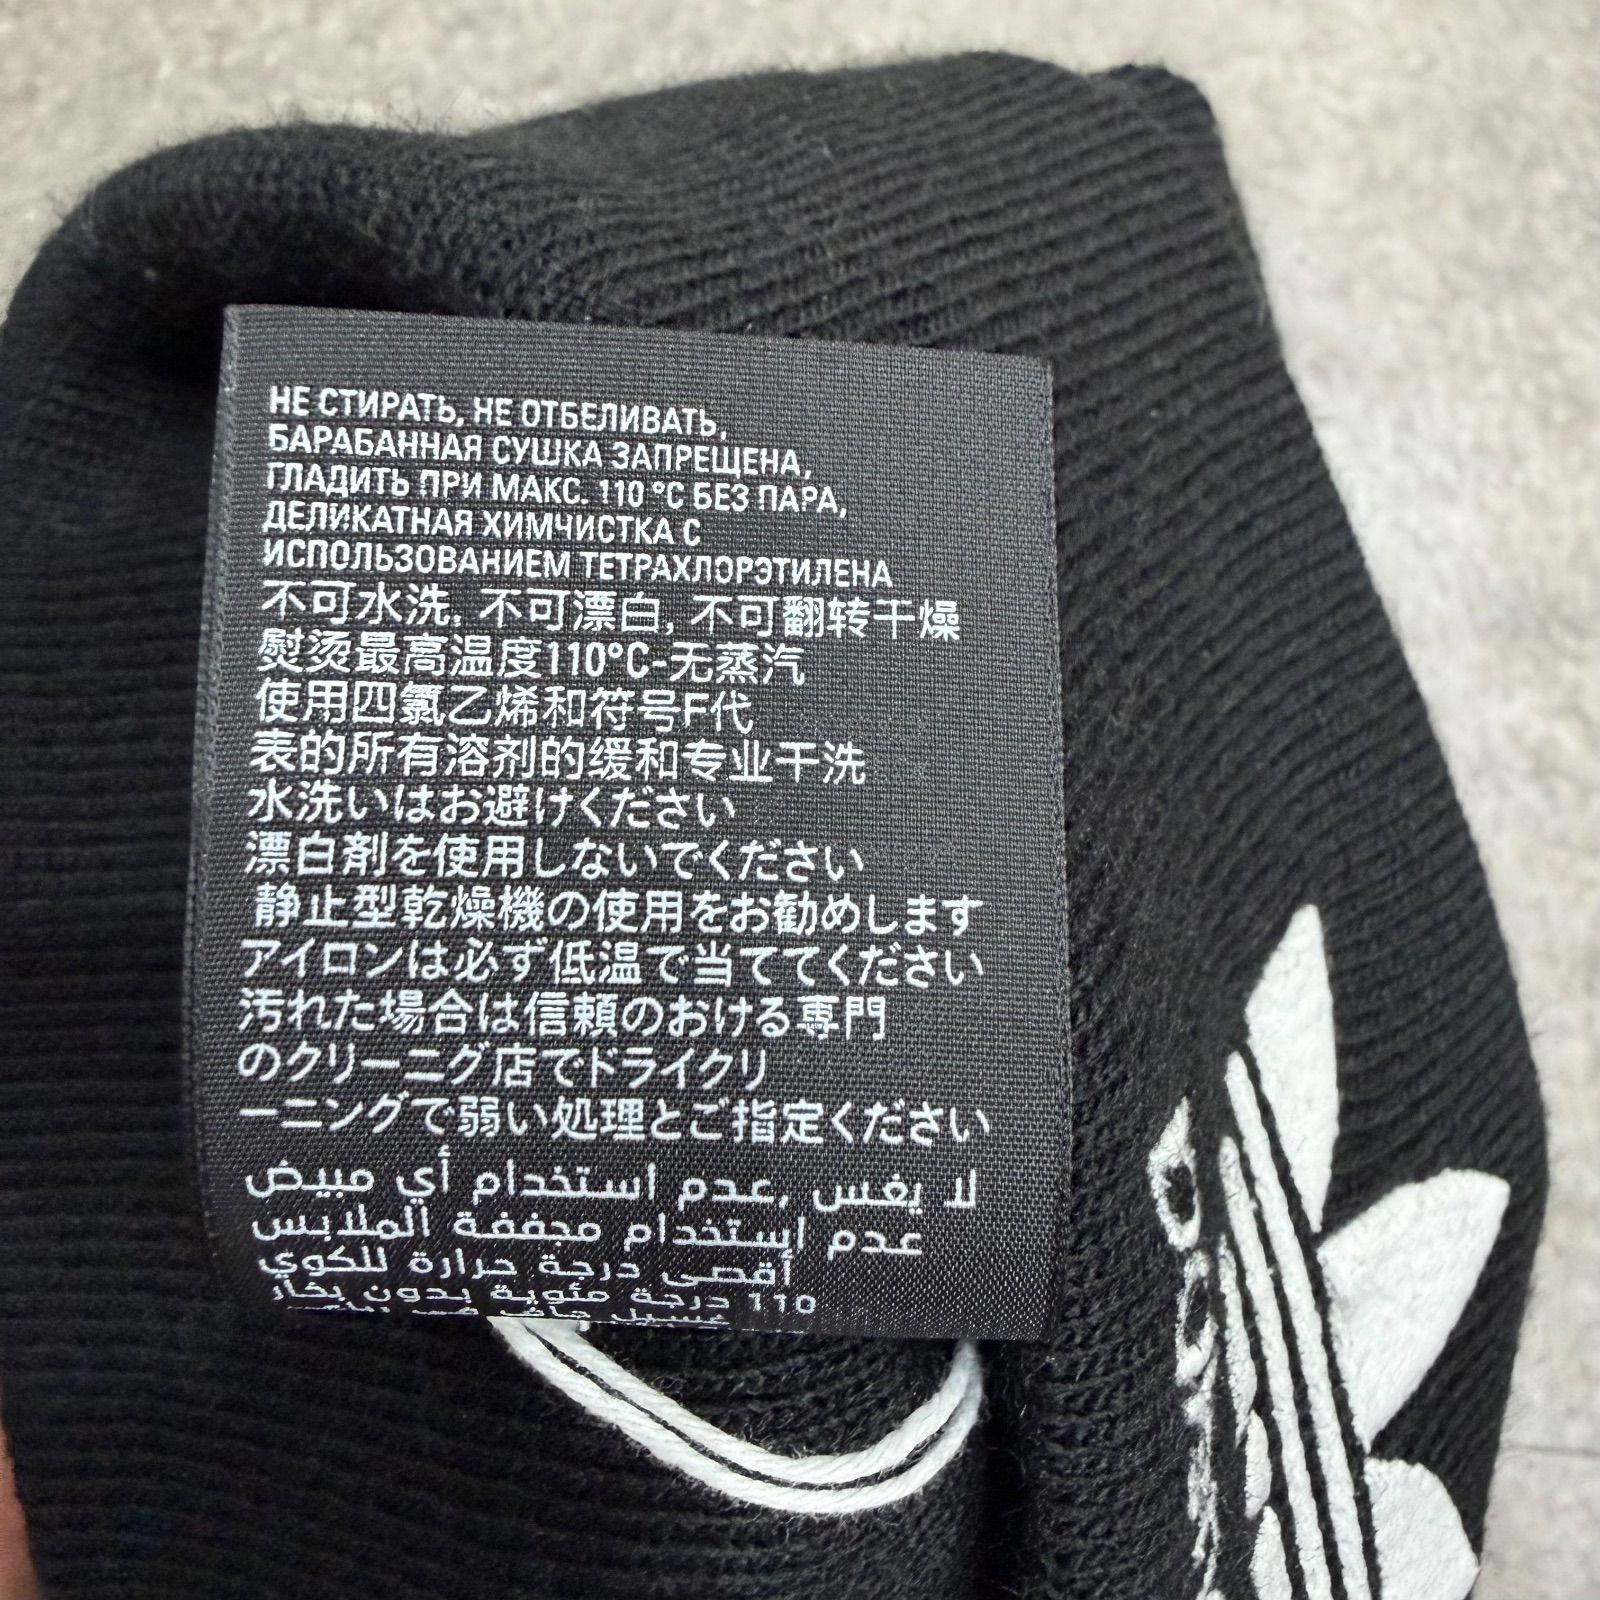 НЕ СТИРАТЬ, НЕ ОТБЕЛИВАТЬ,
БАРАБАННАЯ СУШКА ЗАПРЕЩЕНА,
ГЛАДИТЬ ПРИ МАКС. 110 °C БЕЗ ПАРА,
ДЕЛИКАТНАЯ ХИМЧИСТКА С
ИСПОЛЬЗОВАНИЕМ ТЕТРАХЛОРЭТИЛЕНА
不可水洗, 不可漂白, 不可翻转干燥
熨烫最高温度110°C-无蒸汽
使用四氯乙烯和符号F代
表的所有溶剂的缓和专业干洗
水洗いはお避けください
漂白剤を使用しないでください
静止型乾燥機の使用をお勧めします
アイロンは必ず低温で当ててください
汚れた場合は信頼のおける専門
のクリーニング店でドライクリ
ーニングで弱い処理とご指定ください
لا يغسل ,عدم استخدام أي مبيض
عدم إستخدام مجففة الملابس
أقصى درجة حرارة للكوي
110 درجة مئوية بدون بخار